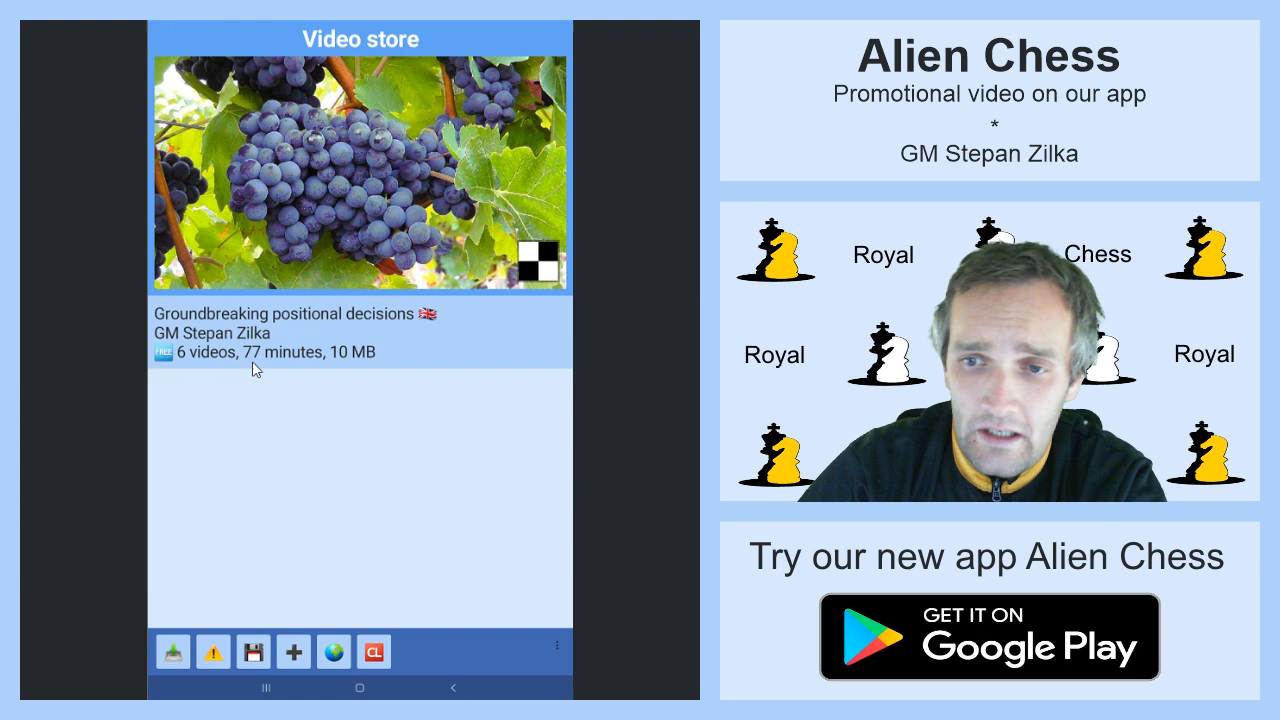 Video store
Groundbreaking positional decisions
GM Stepan Zilka
FREE 6 videos, 77 minutes, 10 MB
CL
Alien Chess
Promotional video on our app
*
GM Stepan Zilka
Royal
Chess
Royal
Royal
Try our new app Alien Chess
GET IT ON
Google Play